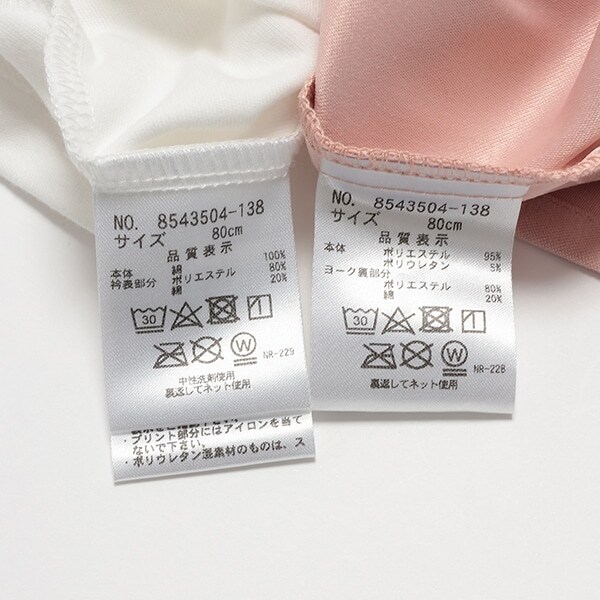 NO. 8543504-138
サイズ 80cm
品質表示
本体 綿 100%
衿表部分 ポリエステル 80%
綿 20%
30
W
NR-229
中性洗剤使用
裏返してネット使用
・プリント部分にはアイロンを当て
ないで下さい。
・ポリウレタン混素材のものは、ス
NO. 8543504-138
サイズ 80cm
品質表示
本体 ポリエステル 95%
ポリウレタン 5%
ヨーク裏部分
ポリエステル 80%
綿 20%
30
W
NR-228
中性洗剤使用
裏返してネット使用